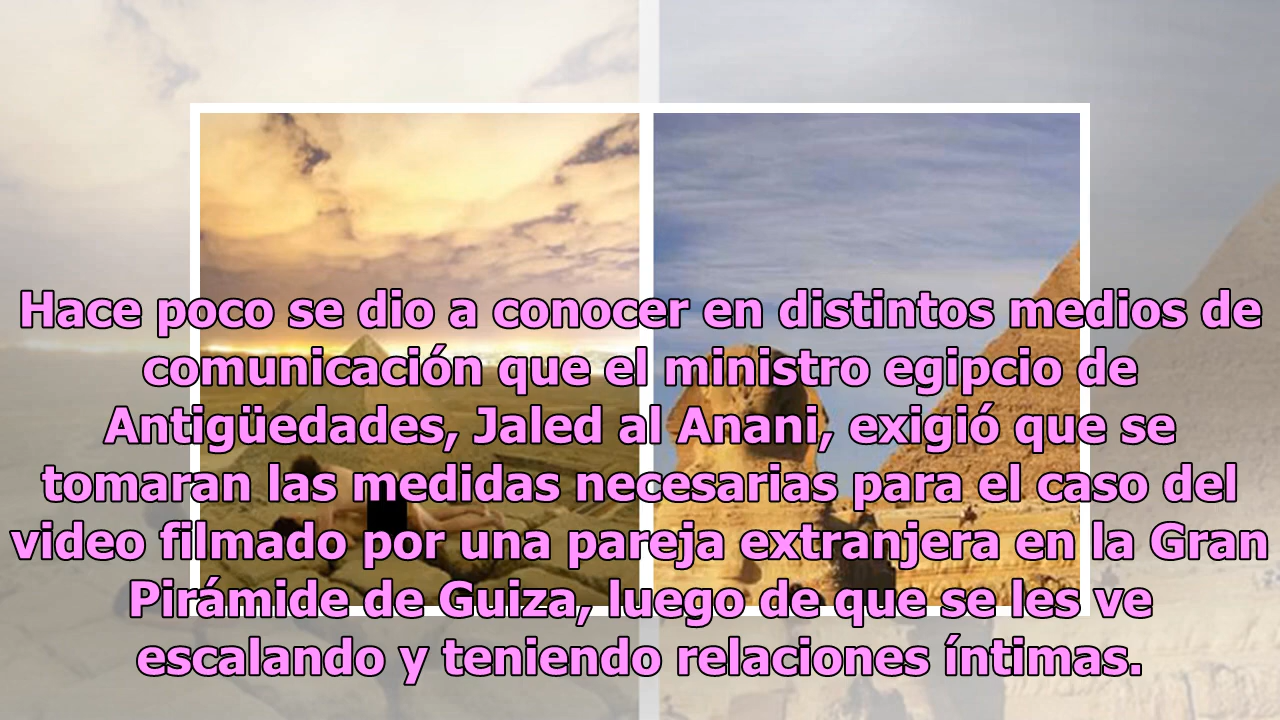 Hace poco se dio a conocer en distintos medios de
comunicación que el ministro egipcio de
Antigüedades, Jaled al Anani, exigió que se
tomaran las medidas necesarias para el caso del
video filmado por una pareja extranjera en la Gran
Pirámide de Guiza, luego de que se les ve
escalando y teniendo relaciones íntimas.